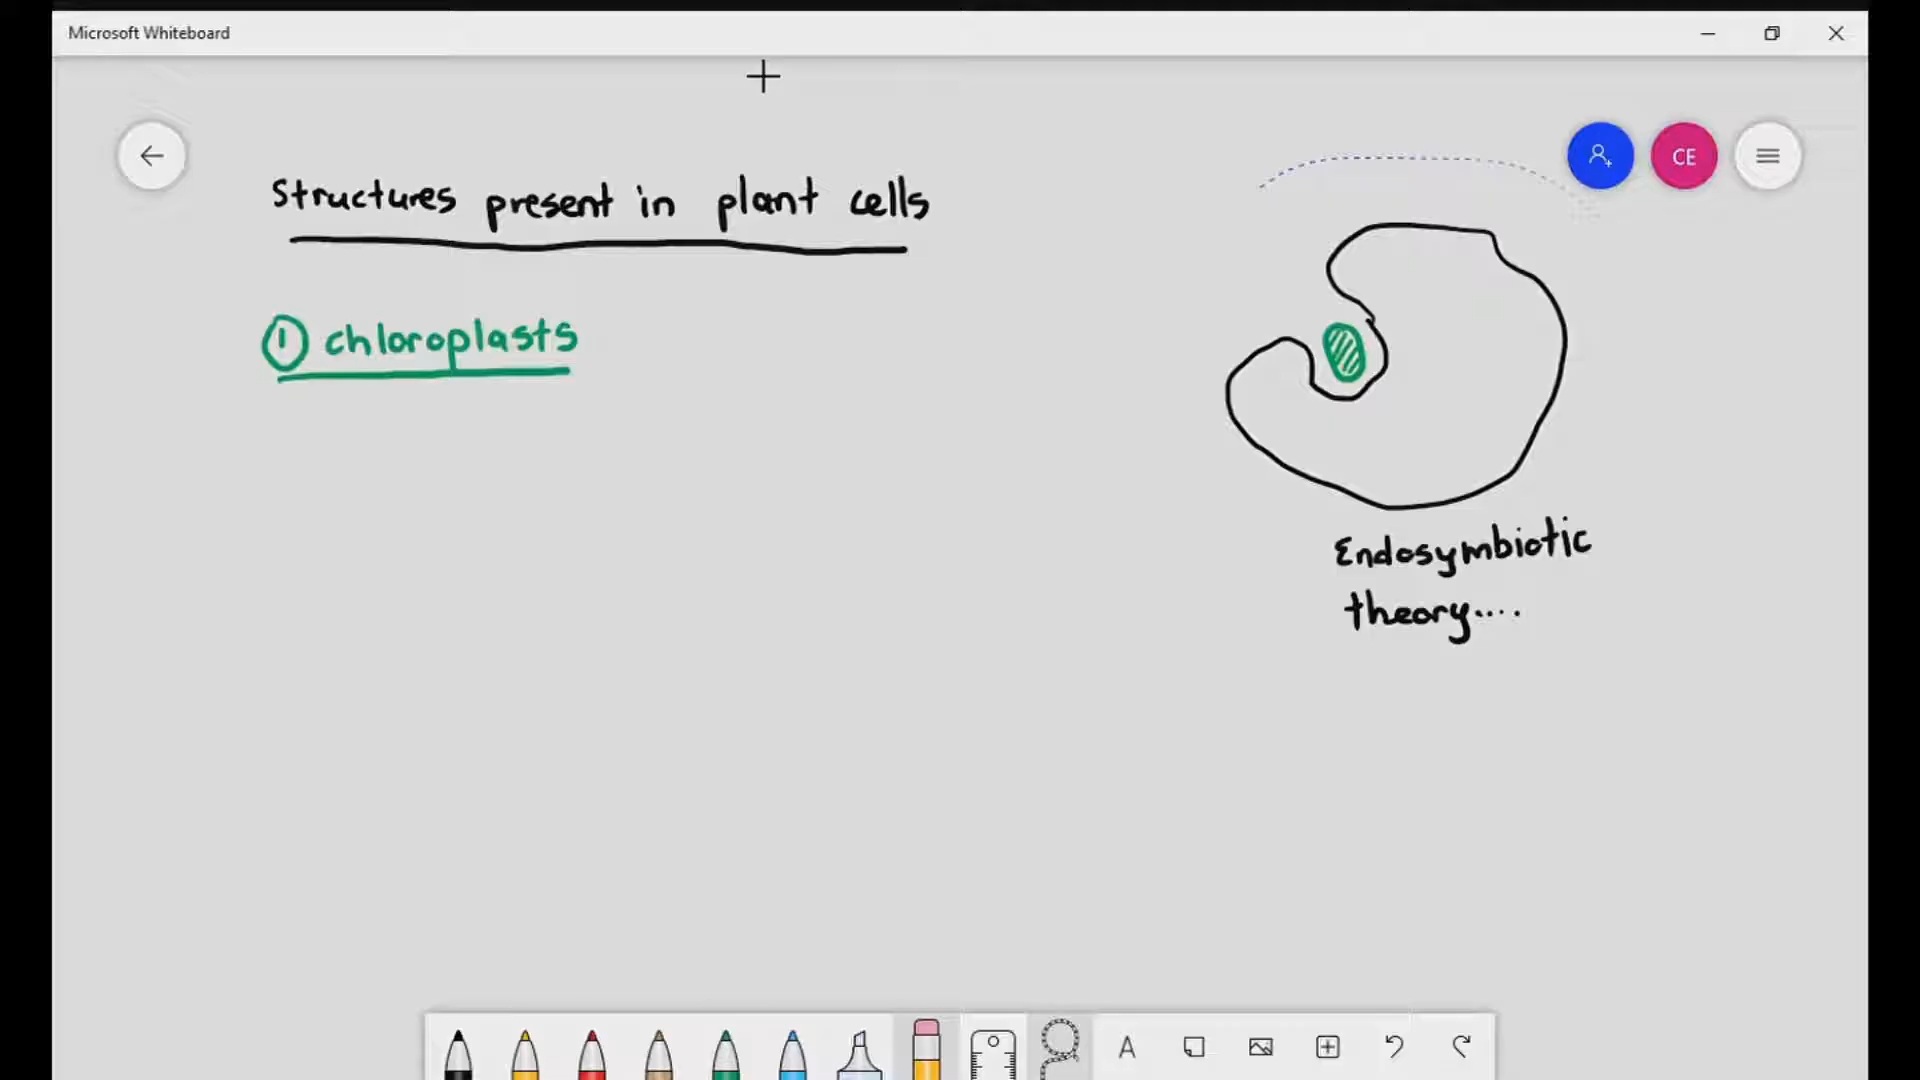 Microsoft Whiteboard
CE
Structures present in plant cells
1 chloroplasts
Endosymbiotic
theory....
A